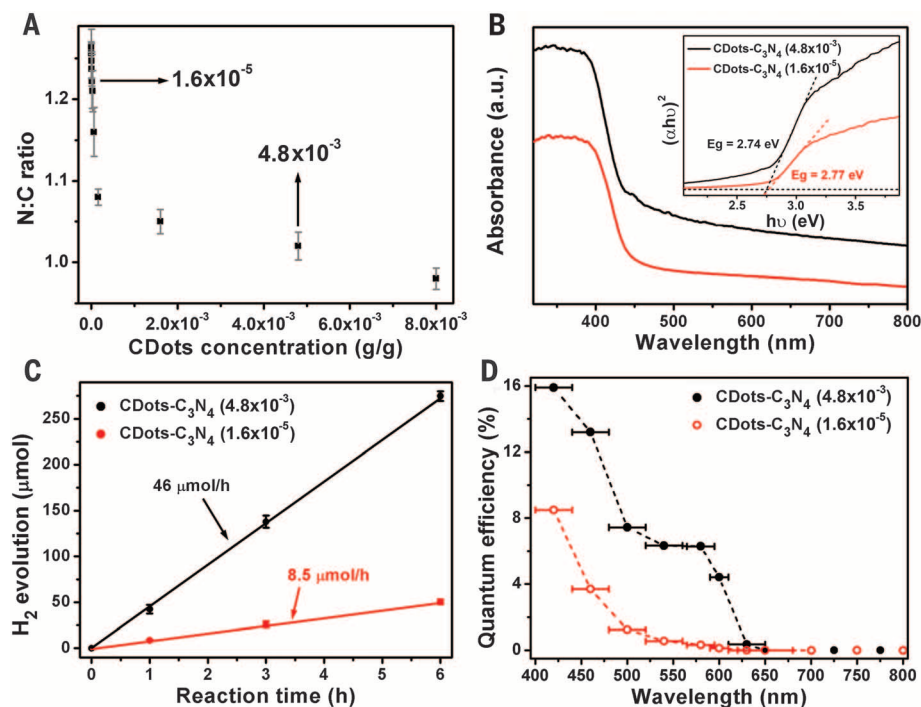 A
N:C ratio
1.2
1.1
1.0
1.6x10⁻⁵
4.8x10⁻³
0.0
2.0x10⁻³
4.0x10⁻³
6.0x10⁻³
8.0x10⁻³
CDots concentration (g/g)
B
Absorbance (a.u.)
CDots-C₃N₄ (4.8x10⁻³)
CDots-C₃N₄ (1.6x10⁻⁵)
(αhυ)²
Eg = 2.74 eV
Eg = 2.77 eV
2.5
3.0
3.5
hυ (eV)
400
500
600
700
800
Wavelength (nm)
C
H₂ evolution (μmol)
250
200
150
100
50
0
CDots-C₃N₄ (4.8x10⁻³)
CDots-C₃N₄ (1.6x10⁻⁵)
46 μmol/h
8.5 μmol/h
0
1
2
3
4
5
6
Reaction time (h)
D
Quantum efficiency (%)
16
12
8
4
0
CDots-C₃N₄ (4.8x10⁻³)
CDots-C₃N₄ (1.6x10⁻⁵)
400
450
500
550
600
650
700
750
800
Wavelength (nm)